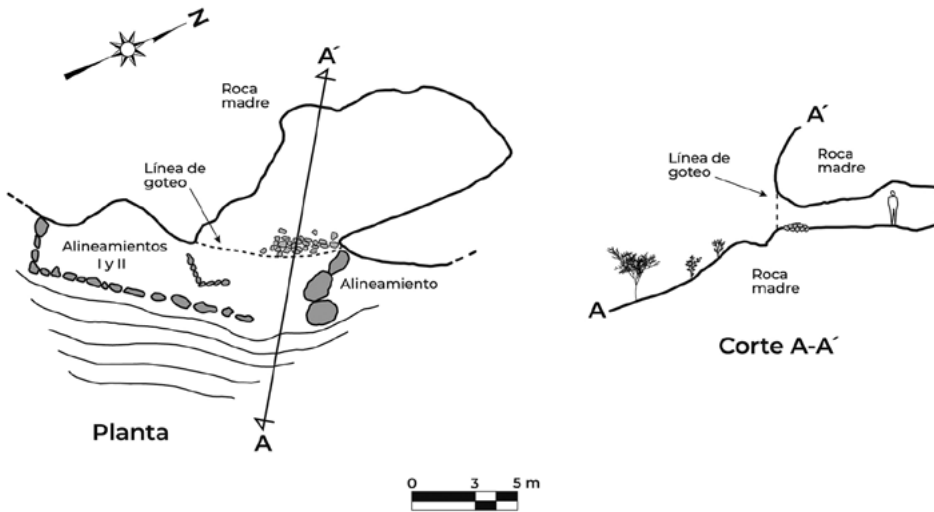 N
A´
Roca
madre
Línea de
goteo
Alineamientos
I y II
Alineamiento
A
Planta
A´
Roca
madre
Línea de
goteo
Roca
madre
A
Corte A-A´
0 3 5 m